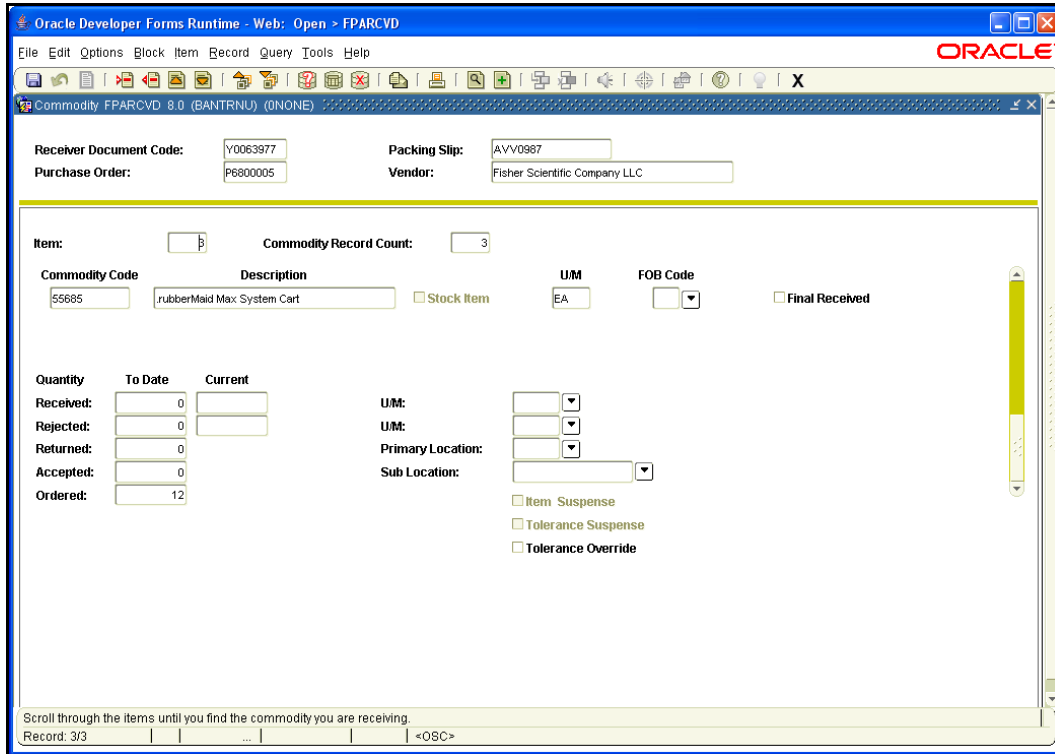 Oracle Developer Forms Runtime - Web: Open > FPARCVD
File Edit Options Block Item Record Query Tools Help
ORACLE
X
Commodity FPARCVD 8.0 (BANTRNU) (0NONE)
Receiver Document Code: Y0063977 Packing Slip: AVV0987
Purchase Order: P6800005 Vendor: Fisher Scientific Company LLC
Item: 3 Commodity Record Count: 3
Commodity Code Description U/M FOB Code
55685 .rubberMaid Max System Cart Stock Item EA Final Received
Quantity To Date Current
Received: 0 U/M:
Rejected: 0 U/M:
Returned: 0 Primary Location:
Accepted: 0 Sub Location:
Ordered: 12
Item Suspense
Tolerance Suspense
Tolerance Override
Scroll through the items until you find the commodity you are receiving.
Record: 3/3 ... <OSC>